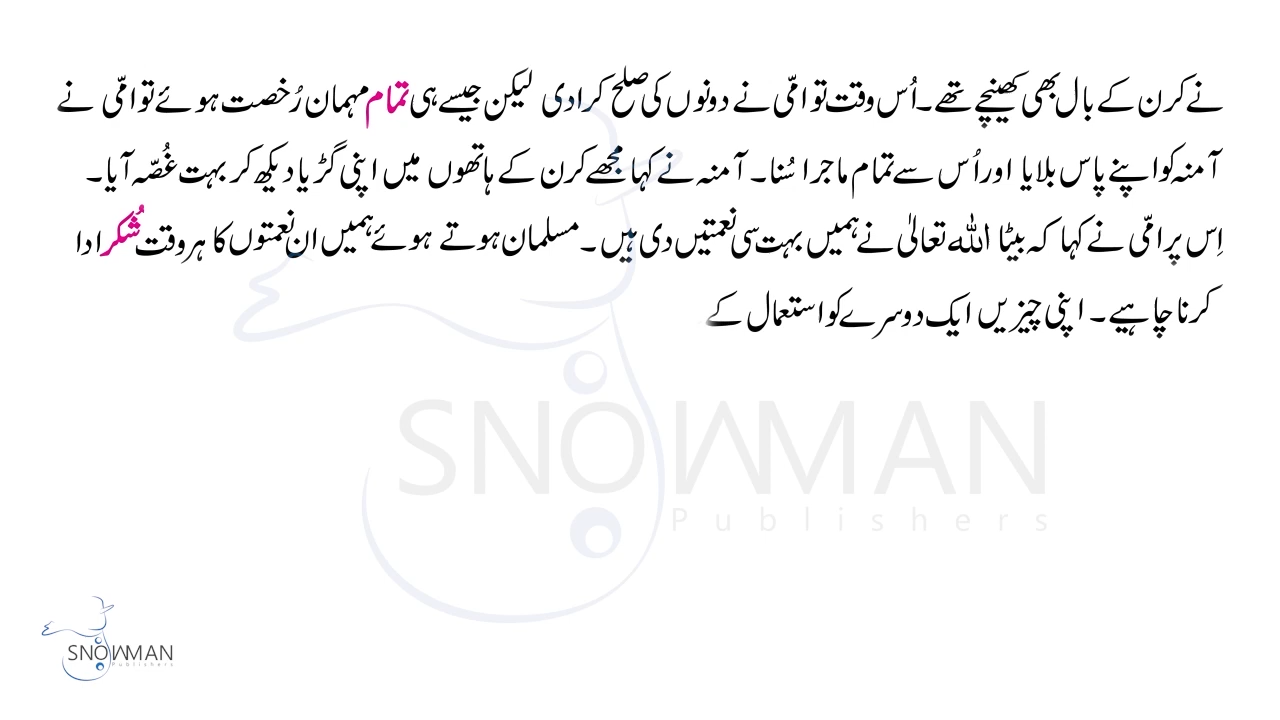 نے کرن کے بال بھی کھینچے تھے۔اُس وقت تو امّی نے دونوں کی صلح کرادی لیکن جیسے ہی تمام مہمان رُخصت ہوئے تو امّی نے
آمنہ کو اپنے پاس بلایا اور اُس سے تمام ماجرا سُنا۔ آمنہ نے کہا مجھے کرن کے ہاتھوں میں اپنی گڑیا دیکھ کر بہت غُصّہ آیا۔
اِس پر امّی نے کہا کہ بیٹا اللہ تعالیٰ نے ہمیں بہت سی نعمتیں دی ہیں۔ مسلمان ہوتے ہوئے ہمیں ان نعمتوں کا ہر وقت شُکر ادا
کرنا چاہیے۔ اپنی چیزیں ایک دوسرے کو استعمال کے
SNOWMAN
Publishers
SNOWMAN
Publishers